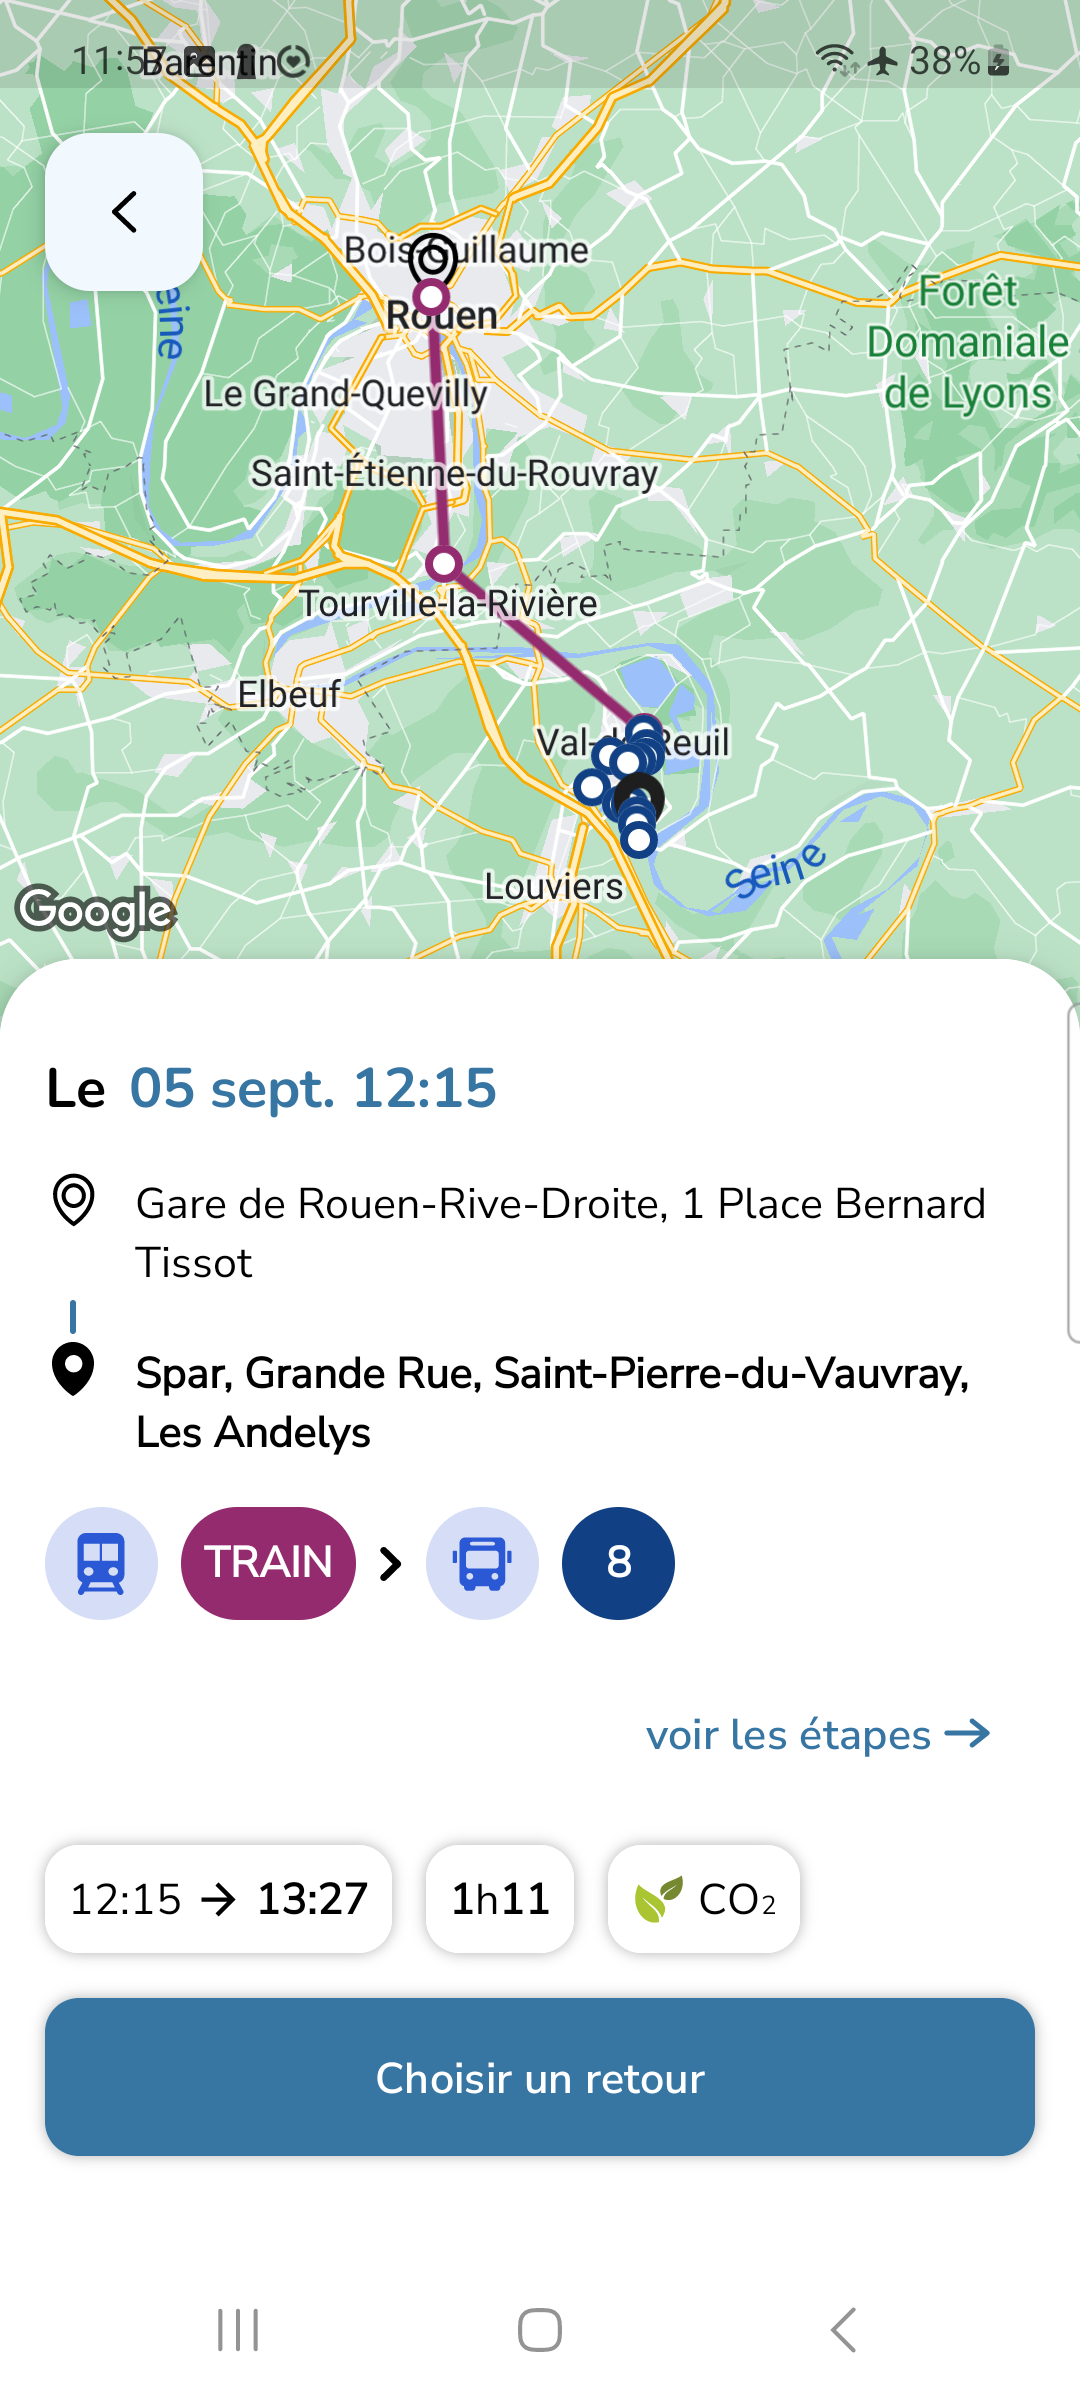 11:57
Barentin
38%
Bois-Guillaume
Rouen
Forêt
Domaniale
de Lyons
eine
Le Grand-Quevilly
Saint-Étienne-du-Rouvray
Tourville-la-Rivière
Elbeuf
Val-de-Reuil
Seine
Louviers
Google
Le 05 sept. 12:15
Gare de Rouen-Rive-Droite, 1 Place Bernard
Tissot
Spar, Grande Rue, Saint-Pierre-du-Vauvray,
Les Andelys
TRAIN
8
voir les étapes
12:15 → 13:27
1h11
CO₂
Choisir un retour